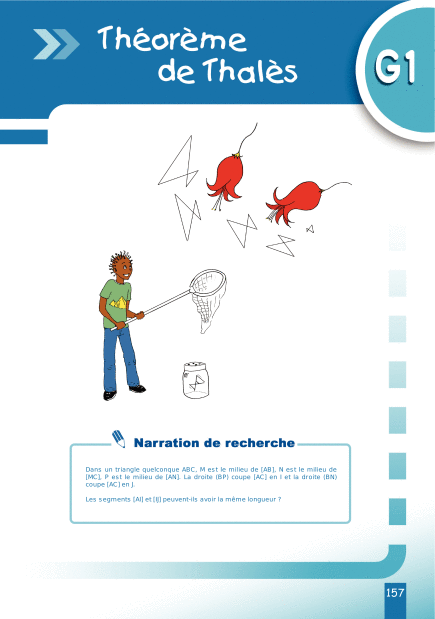 Théorème
de Thalès
G1
Narration de recherche
Dans un triangle quelconque ABC, M est le milieu de [AB], N est le milieu de
[MC], P est le milieu de [AN]. La droite (BP) coupe [AC] en I et la droite (BN)
coupe [AC] en J.
Les segments [AI] et [IJ] peuvent-ils avoir la même longueur ?
157